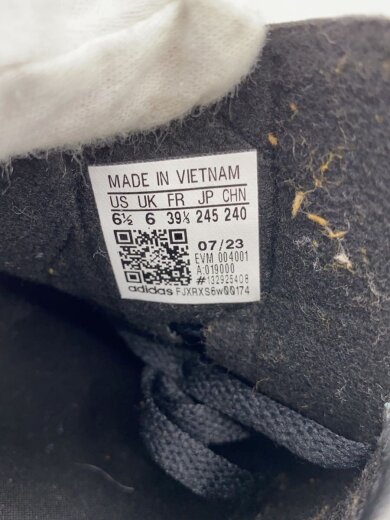 MADE IN VIETNAM
US UK FR JP CHN
6½ 6 39⅓ 245 240
07/23
EVM 004001
A:019000
#132925408
adidas FJXRXS6w00174